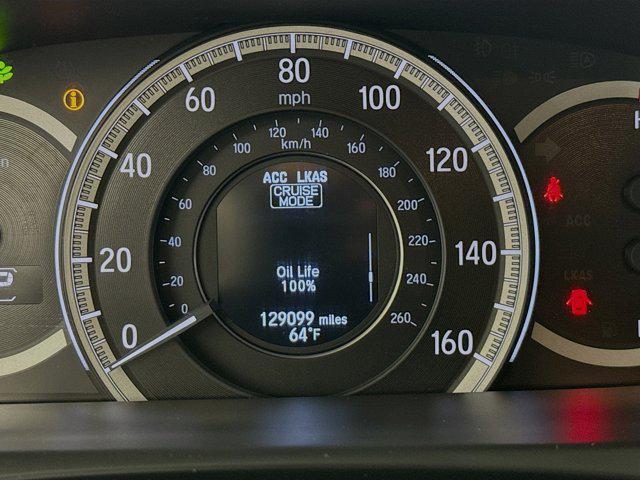 80
60
100
mph
120
140
100
160
km/h
40
120
80
180
ACC LKAS
CRUISE
MODE
60
200
ACC
40
220
20
140
Oil Life
100%
LKAS
20
240
0
129099 miles
260
64°F
0
160